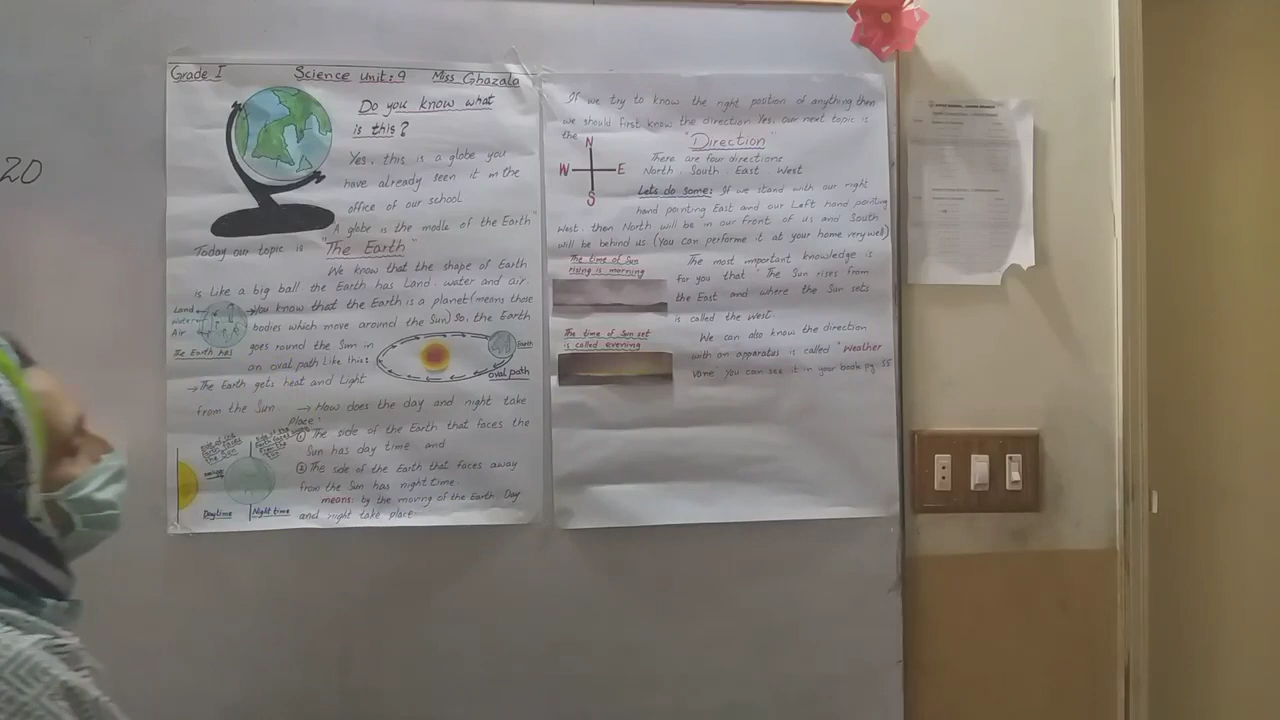 20
Grade I Science unit: 9 Miss Ghazala
Do you know what
is this?
Yes, this is a globe you
have already seen it in the
office of our school
A globe is the modle of the Earth"
Today our topic is "The Earth"
We know that the shape of Earth
is Like a big ball the Earth has Land, water and air.
Land
water
Air
The Earth has
You know that the Earth is a planet (means those
bodies which move around the Sun) So, the Earth
goes round the Sun in
an oval path Like this:
Earth
oval path
→ The Earth gets heat and Light
from the Sun. → How does the day and night take
place:
① The side of the Earth that faces the
Sun has day time and
② The side of the Earth that faces away
from the Sun has night time.
means: by the moving of the Earth. Day
and night take place.
side of the
Earth faces
the Sun
Daytime
Night time
If we try to know the right position of anything then
we should first know the direction Yes, our next topic is
the "Direction"
N
W E
S
There are four directions
North, South, East, West
Lets do some: If we stand with our right
hand pointing East and our Left hand pointing
West, then North will be in our front of us and South
will be behind us (You can performe it at your home very well)
The time of Sun
rising is morning
The most important knowledge is
for you that "The Sun rises from
the East and where the Sun sets
is called the West.
The time of Sun set
is called evening
We can also know the direction
with an apparatus is called "Weather
vane" you can see it in your book pg 55